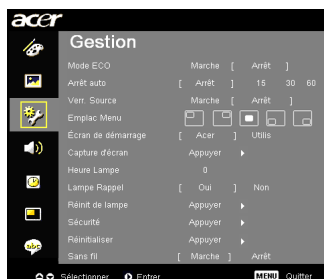 acer
Gestion
Mode ECO Marche [ Arrêt ]
Arrêt auto [ Arrêt ] 15 30 60
Verr. Source Marche [ Arrêt ]
Emplac Menu
Écran de démarrage [ Acer ] Utilis
Capture d'écran Appuyer
Heure Lampe 0
Lampe Rappel [ Oui ] Non
Réinit de lampe Appuyer
Sécurité Appuyer
Réinitialiser Appuyer
abc
Sans fil [ Marche ] Arrêt
Sélectionner Entrer MENU Quitter